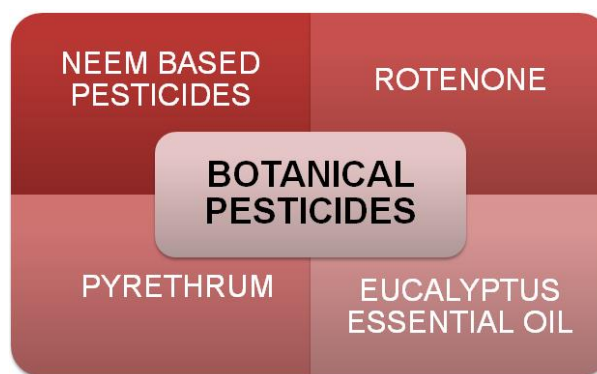 NEEM BASED
PESTICIDES
ROTENONE
BOTANICAL
PESTICIDES
PYRETHRUM
EUCALYPTUS
ESSENTIAL OIL